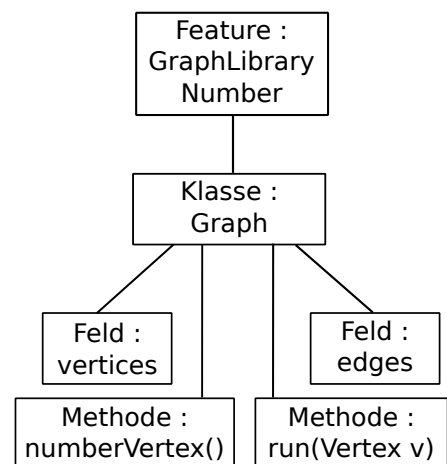 Feature :
GraphLibrary
Number
Klasse :
Graph
Feld :
vertices
Feld :
edges
Methode :
numberVertex()
Methode :
run(Vertex v)